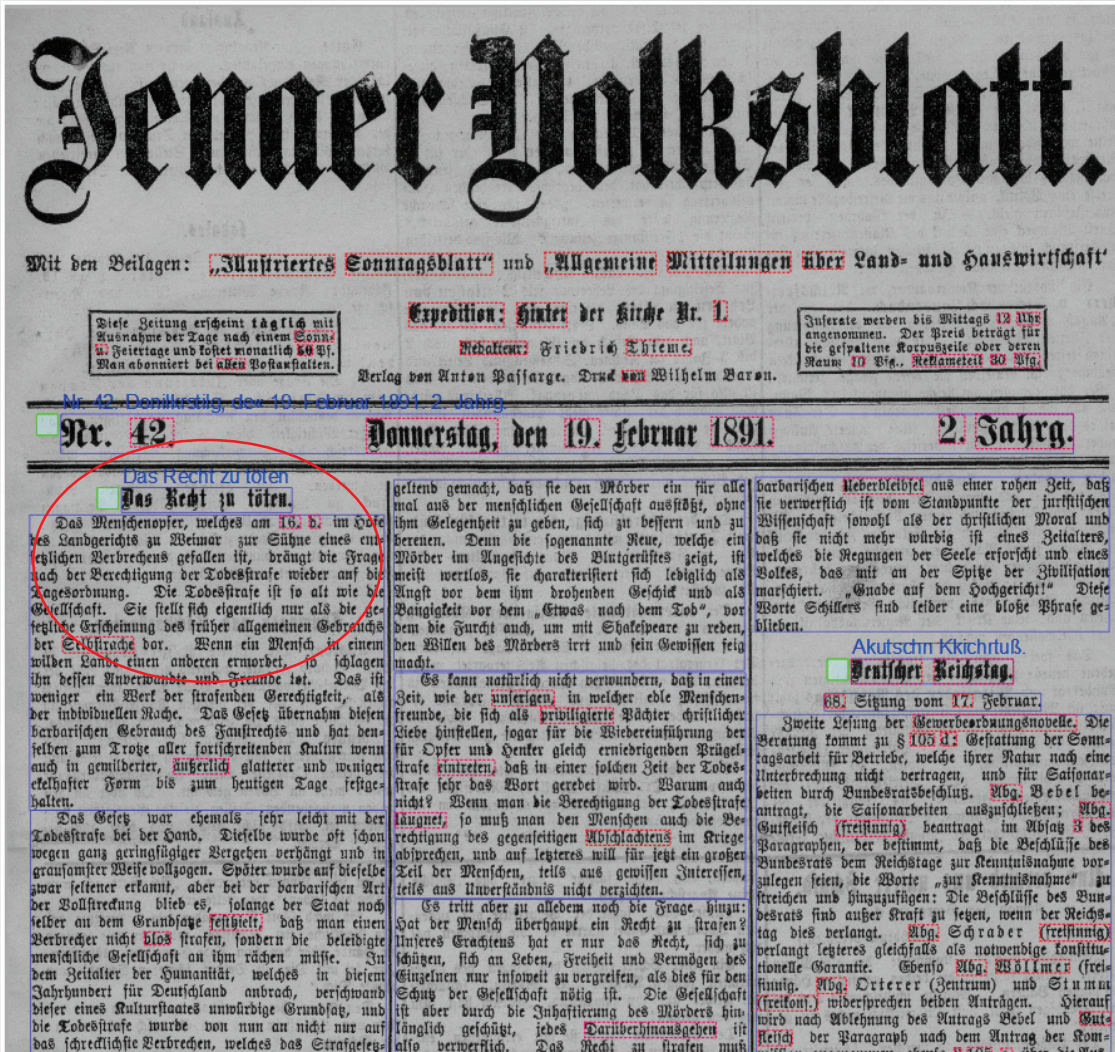 Jenaer Volksblatt.
Mit den Beilagen: „Illustriertes Sonntagsblatt“ und „Allgemeine Mitteilungen über Land- und Hauswirtschaft“
Diese Zeitung erscheint täglich mit
Ausnahme der Tage nach einem Sonn-
u. Feiertage und kostet monatlich 50 Pf.
Man abonniert bei allen Postanstalten.
Expedition: Hinter der Kirche Nr. 1.
Redakteur: Friedrich Thieme.
Verlag von Anton Passarge. Druck von Wilhelm Baron.
Inserate werden bis Mittags 12 Uhr
angenommen. Der Preis beträgt für
die gespaltene Korpuszeile oder deren
Raum 10 Pfg., Reklameteil 30 Pfg.
Nr. 42. Donilkrstilg, de« 19. Februar 1891. 2. Jahrg
Nr. 42. Donnerstag, den 19. Februar 1891. 2. Jahrg.
Das Recht zu töten
Das Recht zu töten.
Das Menschenopfer, welches am 16. d. im Hofe
des Landgerichts zu Weimar zur Sühne eines ent-
setzlichen Verbrechens gefallen ist, drängt die Frage
nach der Berechtigung der Todesstrafe wieder auf die
Tagesordnung. Die Todesstrafe ist so alt wie die
Gesellschaft. Sie stellt sich eigentlich nur als die ge-
setzliche Erscheinung des früher allgemeinen Gebrauchs
der Selbstrache dar. Wenn ein Mensch in einem
wilden Lande einen anderen ermordet, so schlagen
ihn dessen Anverwandte und Freunde tot. Das ist
weniger ein Werk der strafenden Gerechtigkeit, als
der individuellen Rache. Das Gesetz übernahm diesen
barbarischen Gebrauch des Faustrechts und hat den-
selben zum Trotze aller fortschreitenden Kultur wenn
auch in gemilderter, äußerlich glatterer und weniger
ekelhafter Form bis zum heutigen Tage festge-
halten.
Das Gesetz war ehemals sehr leicht mit der
Todesstrafe bei der Hand. Dieselbe wurde oft schon
wegen ganz geringfügiger Vergehen verhängt und in
grausamster Weise vollzogen. Später wurde auf dieselbe
zwar seltener erkannt, aber bei der barbarischen Art
der Vollstreckung blieb es, solange der Staat noch
selber an dem Grundsatze festhielt, daß man einen
Verbrecher nicht blos strafen, sondern die beleidigte
menschliche Gesellschaft an ihm rächen müsse. In
dem Zeitalter der Humanität, welches in diesem
Jahrhundert für Deutschland anbrach, verschwand
dieser eines Kulturstaates unwürdige Grundsatz, und
die Todesstrafe wurde von nun an nicht nur auf
das schrecklichste Verbrechen, welches das Strafgesetz-
geltend gemacht, daß sie den Mörder ein für alle
mal aus der menschlichen Gesellschaft ausstößt, ohne
ihm Gelegenheit zu geben, sich zu bessern und zu
bereuen. Denn die sogenannte Reue, welche ein
Mörder im Angesichte des Blutgerüstes zeigt, ist
meist wertlos, sie charakterisiert sich lediglich als
Angst vor dem ihm drohenden Geschick und als
Bangigkeit vor dem „Etwas nach dem Tod“, vor
dem die Furcht auch, um mit Shakespeare zu reden,
den Willen des Mörders irrt und sein Gewissen feig
macht.
Es kann natürlich nicht verwundern, daß in einer
Zeit, wie der unserigen, in welcher edle Menschen-
freunde, die sich als priviligierte Pächter christlicher
Liebe hinstellen, sogar für die Wiedereinführung der
für Opfer und Henker gleich erniedrigenden Prügel-
strafe eintreten, daß in einer solchen Zeit der Todes-
strafe sehr das Wort geredet wird. Warum auch
nicht? Wenn man die Berechtigung der Todesstrafe
läugnet, so muß man den Menschen auch die Be-
rechtigung des gegenseitigen Abschlachtens im Kriege
absprechen, und auf letzteres will für jetzt ein großer
Teil der Menschen, teils aus gewissen Interessen,
teils aus Unverständnis nicht verzichten.
Es tritt aber zu alledem noch die Frage hinzu:
Hat der Mensch überhaupt ein Recht zu strafen?
Unseres Erachtens hat er nur das Recht, sich zu
schützen, sich an Leben, Freiheit und Vermögen des
Einzelnen nur insoweit zu vergreifen, als dies für den
Schutz der Gesellschaft nötig ist. Die Gesellschaft
ist aber durch die Inhaftierung des Mörders hin-
länglich geschützt, jedes Darüberhinausgehen ist
also verwerflich. Das Recht zu strafen muß
barbarischen Ueberbleibsel aus einer rohen Zeit, daß
sie verwerflich ist vom Standpunkte der juristischen
Wissenschaft sowohl als der christlichen Moral und
daß sie nicht mehr würdig ist eines Zeitalters,
welches die Regungen der Seele erforscht und eines
Volkes, das mit an der Spitze der Zivilisation
marschiert. „Gnade auf dem Hochgericht!“ Diese
Worte Schillers sind leider eine bloße Phrase ge-
blieben.
Akutschn Kkichrtuß.
Deutscher Reichstag.
68. Sitzung vom 17. Februar.
Zweite Lesung der Gewerbeordnungsnovelle. Die
Beratung kommt zu § 105 d: Gestattung der Sonn-
tagsarbeit für Betriebe, welche ihrer Natur nach eine
Unterbrechung nicht vertragen, und für Saisonar-
beiten durch Bundesratsbeschluß. Abg. Bebel be-
antragt, die Saisonarbeiten auszuschließen; Abg.
Gutfleisch (freisinnig) beantragt im Absatz 3 des
Paragraphen, der bestimmt, daß die Beschlüsse des
Bundesrats dem Reichstage zur Kenntnisnahme vor-
zulegen seien, die Worte „zur Kenntnisnahme“ zu
streichen und hinzuzufügen: Die Beschlüsse des Bun-
desrats sind außer Kraft zu setzen, wenn der Reichs-
tag dies verlangt. Abg. Schrader (freisinnig)
verlangt letzteres gleichfalls als notwendige konstitu-
tionelle Garantie. Ebenso Abg. Wöllmer (frei-
sinnig. Abg. Orterer (Zentrum) und Stumm
(freikons.) widersprechen beiden Anträgen. Hierauf
wird nach Ablehnung des Antrags Bebel und Gut-
fleisch der Paragraph nach dem Antrag der Kom-